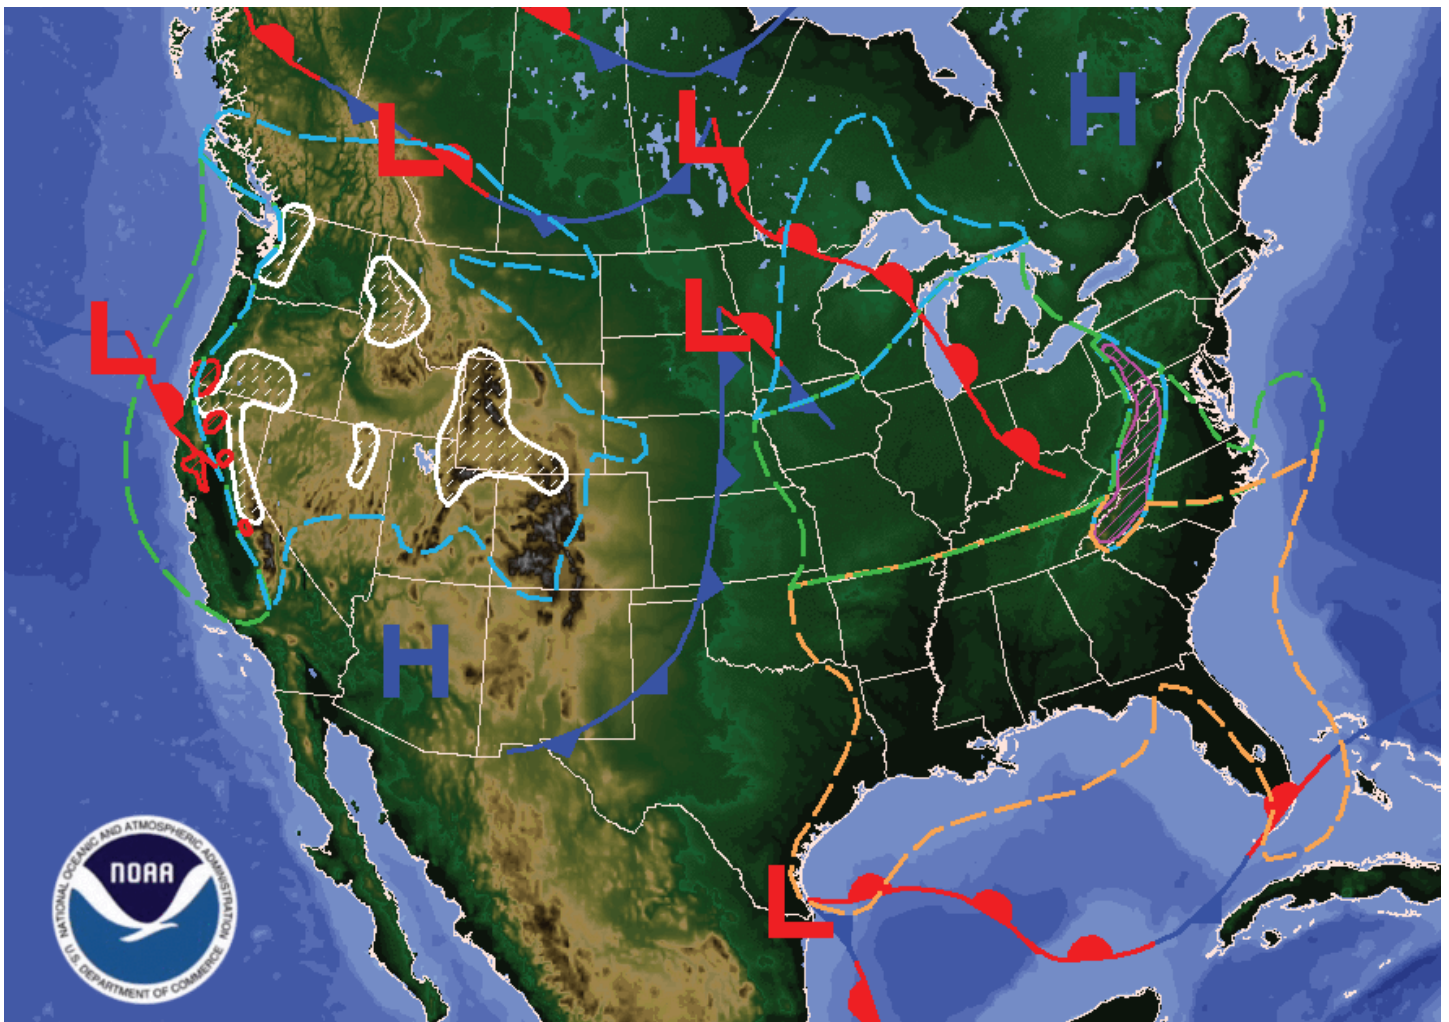 H
L
L
L
L
H
L
NATIONAL OCEANIC AND ATMOSPHERIC ADMINISTRATION
NOAA
U.S. DEPARTMENT OF COMMERCE